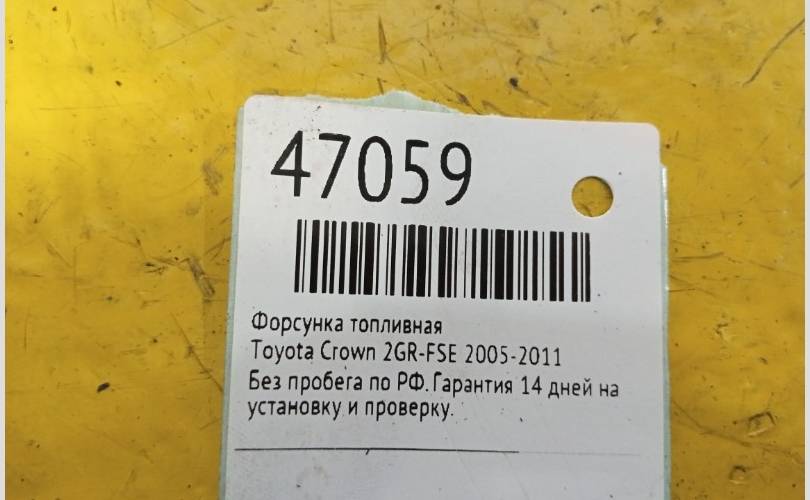 47059
Форсунка топливная
Toyota Crown 2GR-FSE 2005-2011
Без пробега по РФ. Гарантия 14 дней на
установку и проверку.